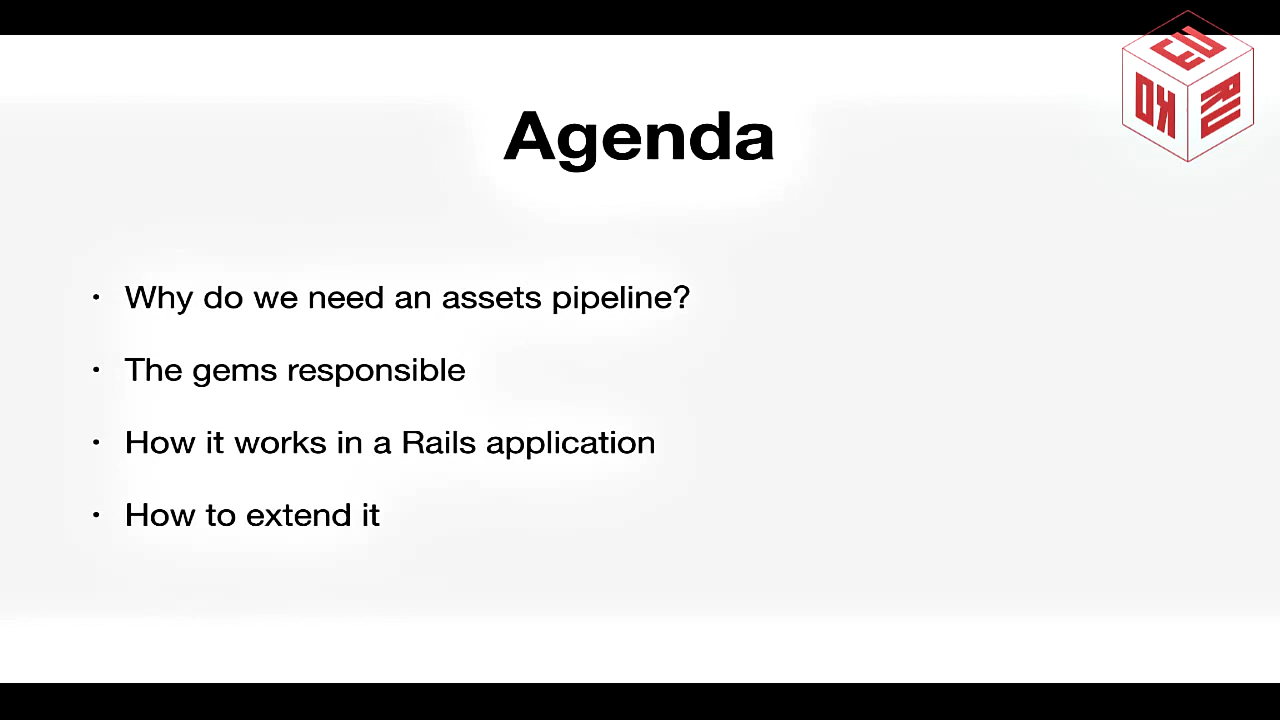 Agenda
• Why do we need an assets pipeline?
• The gems responsible
• How it works in a Rails application
• How to extend it